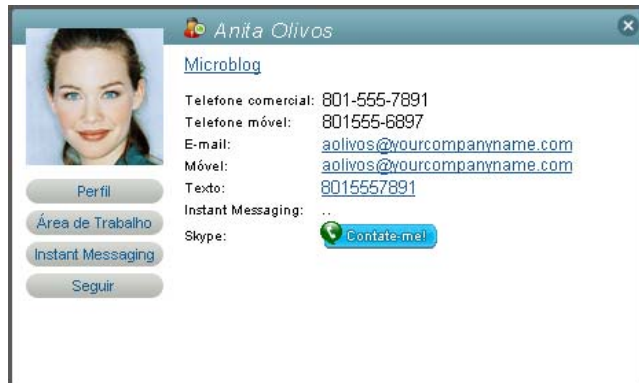 Anita Olivos
Microblog
Telefone comercial: 801-555-7891
Telefone móvel: 801555-6897
E-mail: aolivos@yourcompanyname.com
Móvel: aolivos@yourcompanyname.com
Texto: 8015557891
Instant Messaging: ..
Skype: Contate-me!
Perfil
Área de Trabalho
Instant Messaging
Seguir